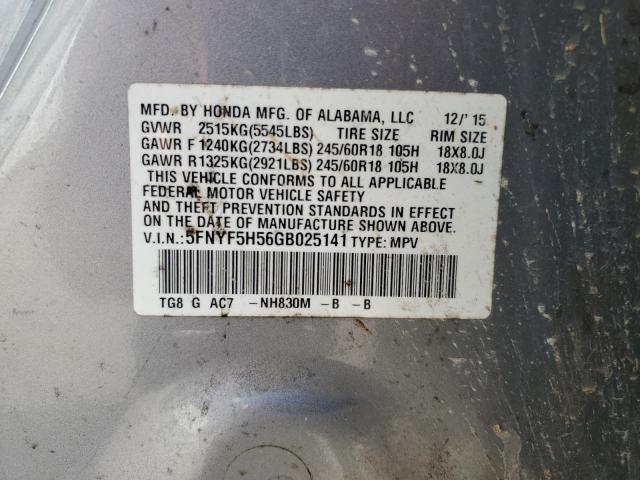 MFD. BY HONDA MFG. OF ALABAMA, LLC 12/'15
GVWR 2515KG(5545LBS) TIRE SIZE RIM SIZE
GAWR F 1240KG(2734LBS) 245/60R18 105H 18X8.0J
GAWR R 1325KG(2921LBS) 245/60R18 105H 18X8.0J
THIS VEHICLE CONFORMS TO ALL APPLICABLE
FEDERAL MOTOR VEHICLE SAFETY
AND THEFT PREVENTION STANDARDS IN EFFECT
ON THE DATE OF MANUFACTURE SHOWN ABOVE.
V.I.N.: 5FNYF5H56GB025141 TYPE: MPV
TG8 G AC7 -NH830M -B -B